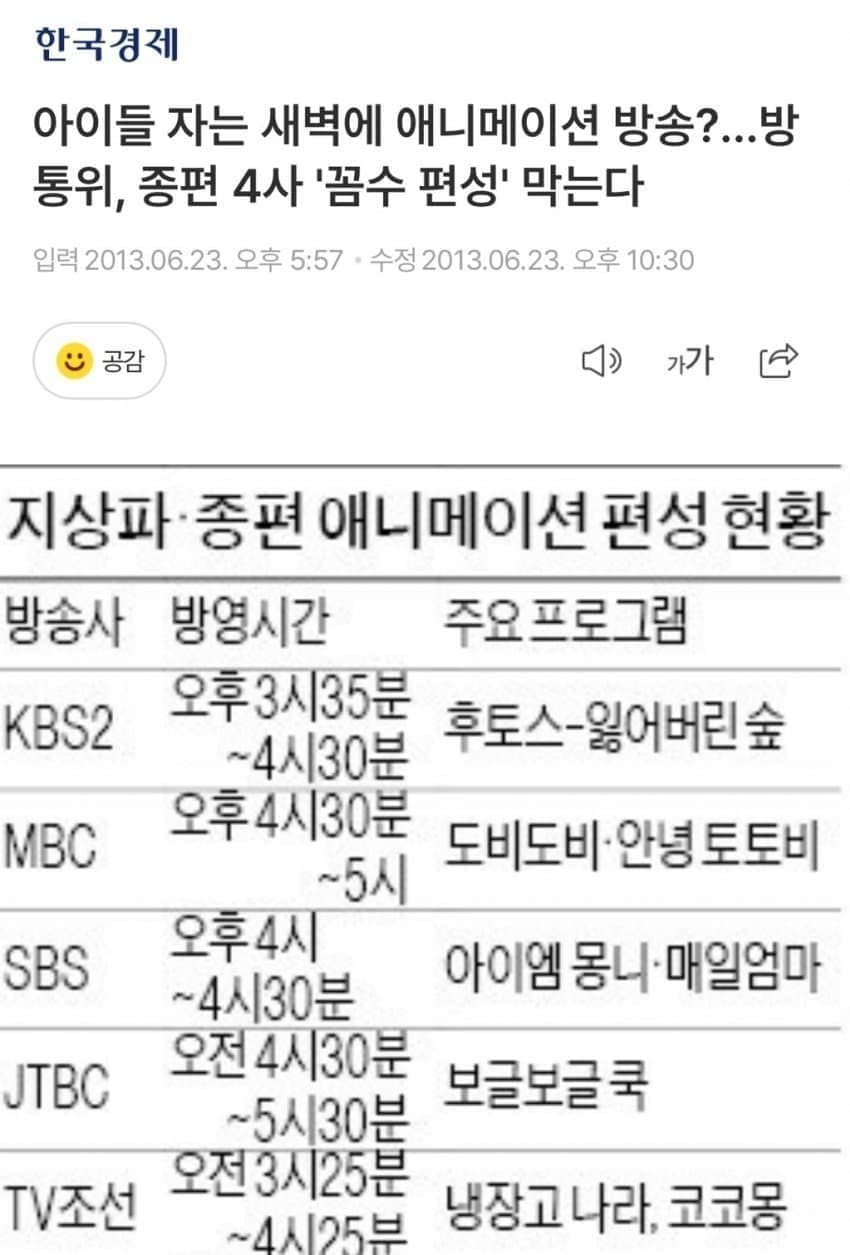 한국경제
아이들 자는 새벽에 애니메이션 방송?...방
통위, 종편 4사 '꼼수 편성' 막는다
입력 2013.06.23. 오후 5:57 · 수정 2013.06.23. 오후 10:30
공감 가가
지상파·종편 애니메이션 편성 현황
방송사 방영시간 주요 프로그램
KBS2 오후 3시35분 ~4시30분 후토스-잃어버린 숲
MBC 오후 4시30분 ~5시 도비도비·안녕 토토비
SBS 오후 4시 ~4시30분 아이엠 몽니·매일엄마
JTBC 오전 4시30분 ~5시30분 보글보글 쿡
TV조선 오전 3시25분 ~4시25분 냉장고 나라, 코코몽